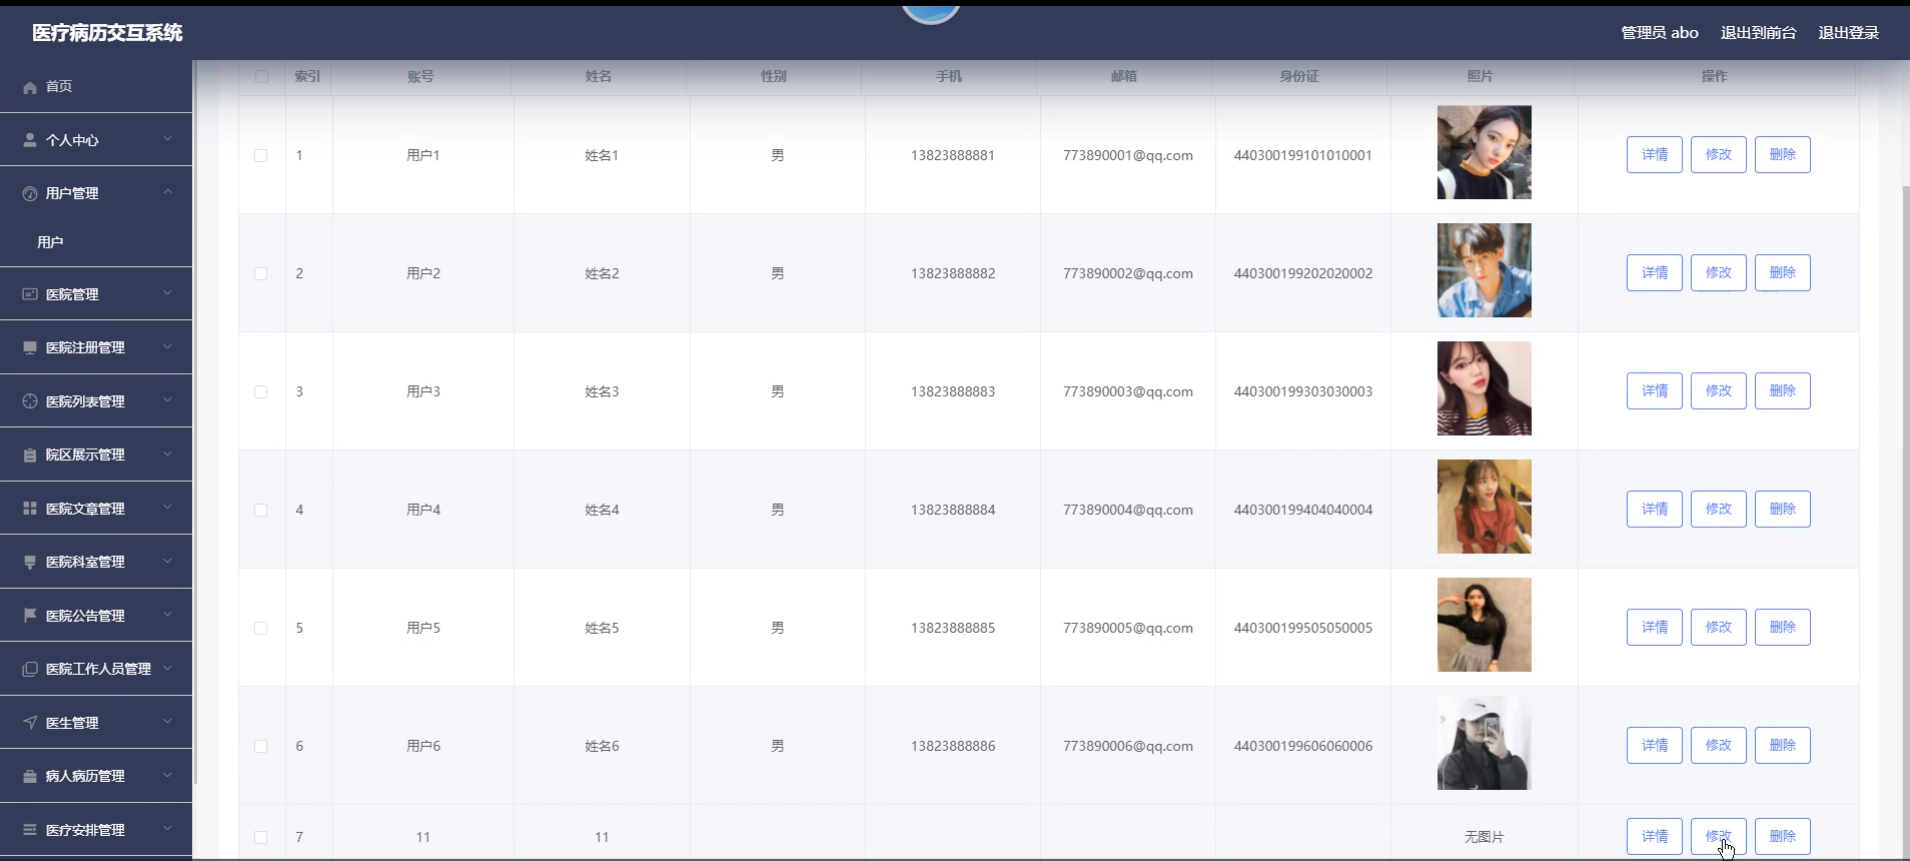 医疗病历交互系统
管理员 abo 退出到前台 退出登录
首页
个人中心
用户管理
用户
医院管理
医院注册管理
医院列表管理
院区展示管理
医院文章管理
医院科室管理
医院公告管理
医院工作人员管理
医生管理
病人病历管理
医疗安排管理
索引 账号 姓名 性别 手机 邮箱 身份证 照片 操作
1 用户1 姓名1 男 13823888881 773890001@qq.com 440300199101010001 详情 修改 删除
2 用户2 姓名2 男 13823888882 773890002@qq.com 440300199202020002 详情 修改 删除
3 用户3 姓名3 男 13823888883 773890003@qq.com 440300199303030003 详情 修改 删除
4 用户4 姓名4 男 13823888884 773890004@qq.com 440300199404040004 详情 修改 删除
5 用户5 姓名5 男 13823888885 773890005@qq.com 440300199505050005 详情 修改 删除
6 用户6 姓名6 男 13823888886 773890006@qq.com 440300199606060006 详情 修改 删除
7 11 11 无图片 详情 修改 删除